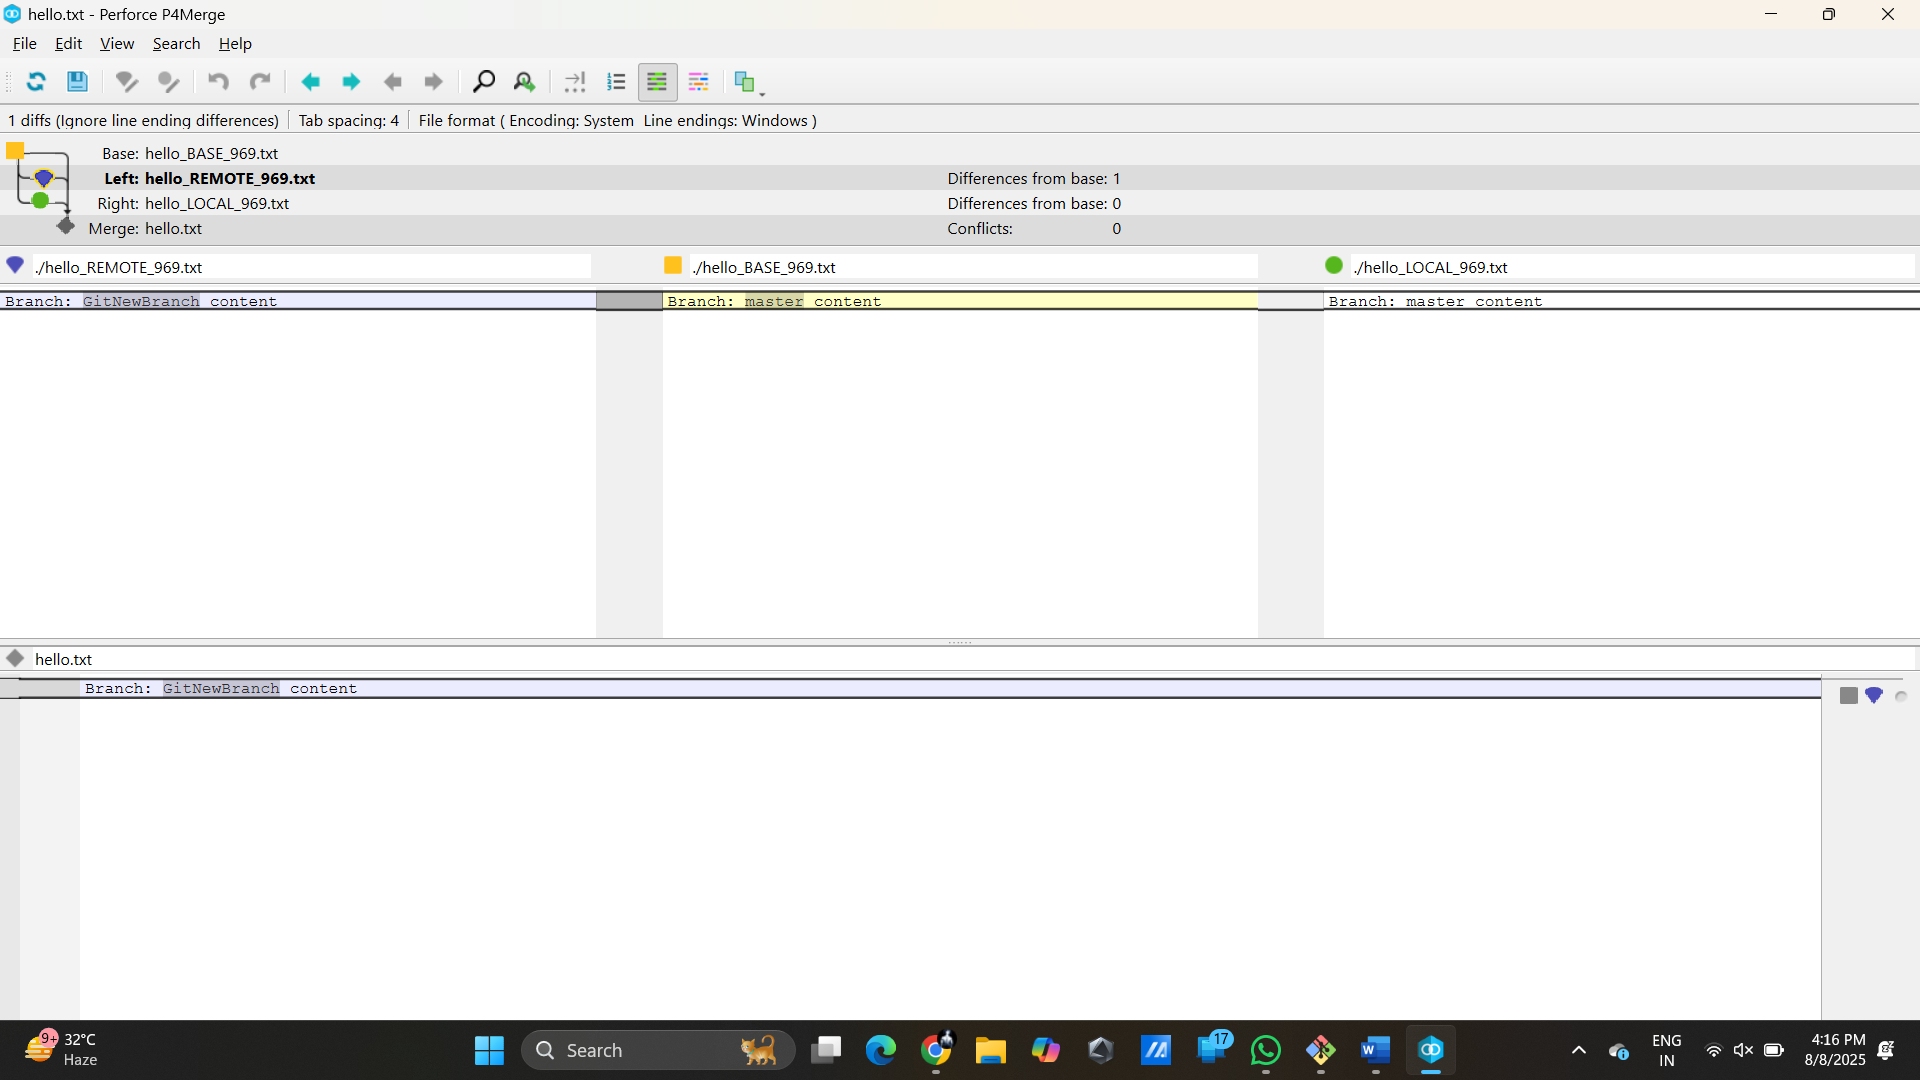 hello.txt - Perforce P4Merge
File Edit View Search Help
1 diffs (Ignore line ending differences) Tab spacing: 4 File format ( Encoding: System Line endings: Windows )
Base: hello_BASE_969.txt
Left: hello_REMOTE_969.txt Differences from base: 1
Right: hello_LOCAL_969.txt Differences from base: 0
Merge: hello.txt Conflicts: 0
./hello_REMOTE_969.txt ./hello_BASE_969.txt ./hello_LOCAL_969.txt
Branch: GitNewBranch content Branch: master content Branch: master content
hello.txt
Branch: GitNewBranch content
9+ 32°C
Haze
Search
17
ENG
IN
4:16 PM
8/8/2025